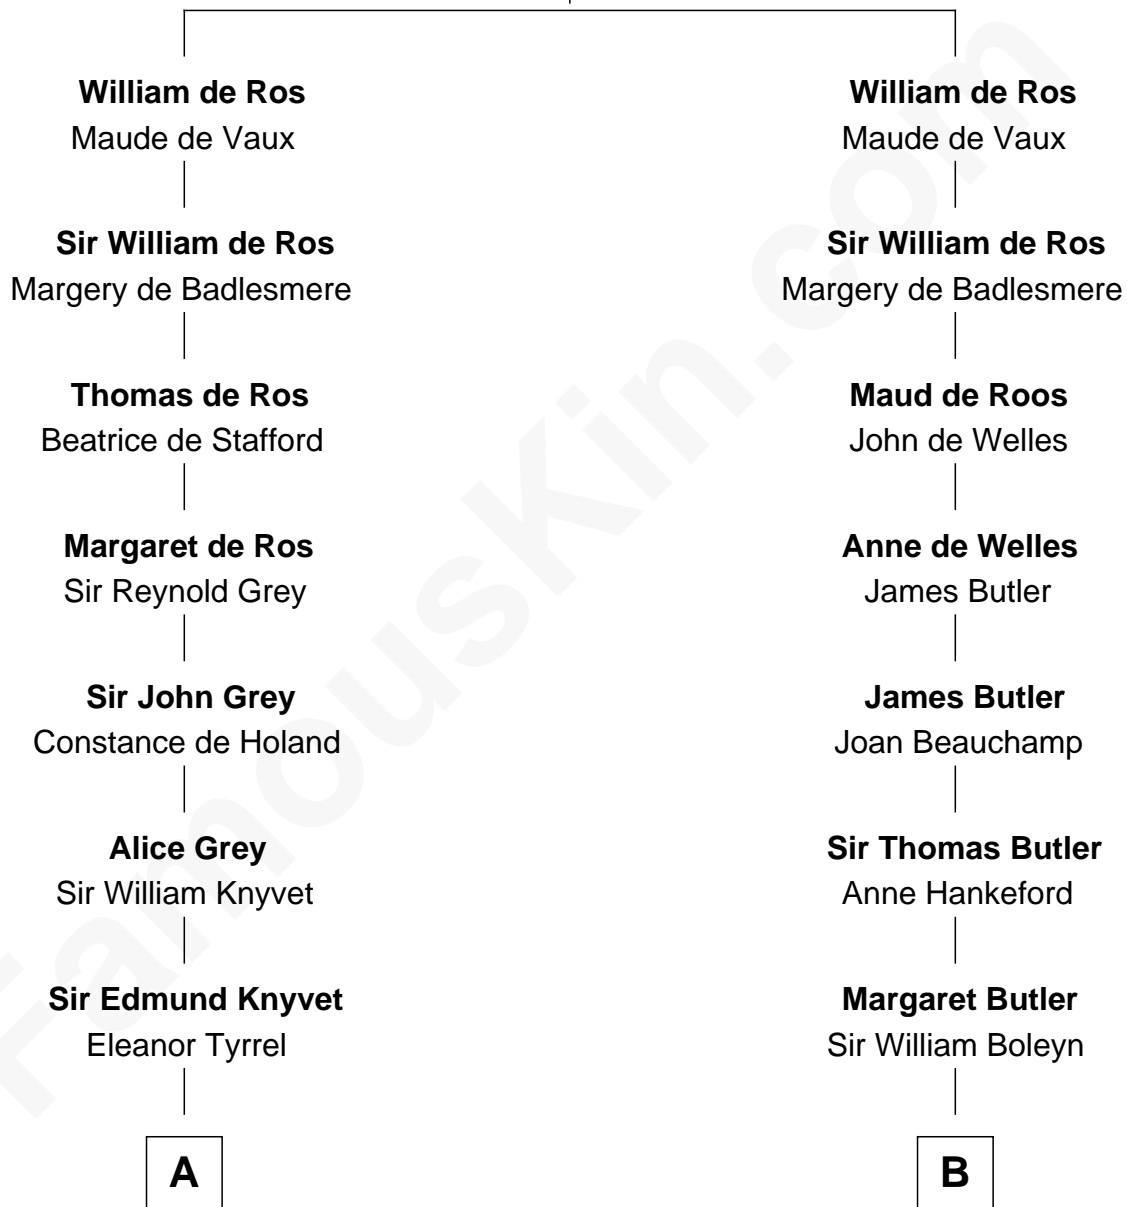 William de Ros
Maude de Vaux
Sir William de Ros
Margery de Badlesmere
Thomas de Ros
Beatrice de Stafford
Margaret de Ros
Sir Reynold Grey
Sir John Grey
Constance de Holand
Alice Grey
Sir William Knyvet
Sir Edmund Knyvet
Eleanor Tyrrel
A
William de Ros
Maude de Vaux
Sir William de Ros
Margery de Badlesmere
Maud de Roos
John de Welles
Anne de Welles
James Butler
James Butler
Joan Beauchamp
Sir Thomas Butler
Anne Hankeford
Margaret Butler
Sir William Boleyn
B
FamousKin.com